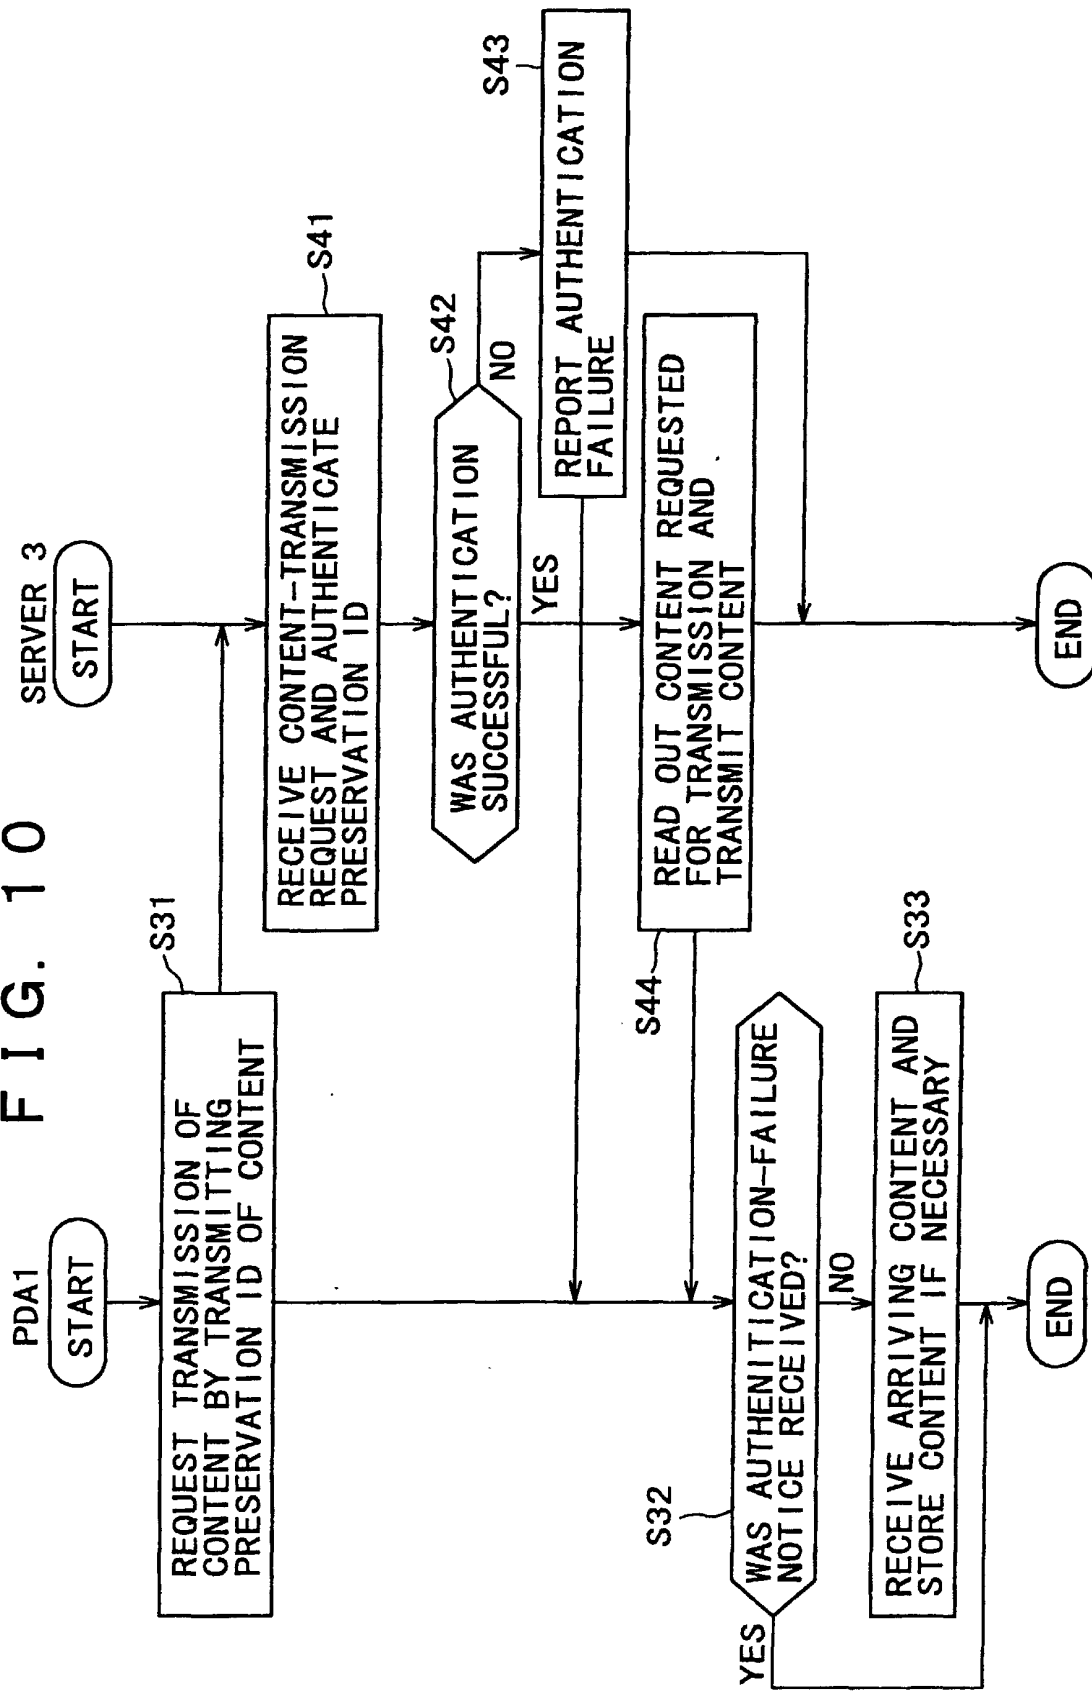 FIG. 10
PDA1
START
S31
REQUEST TRANSMISSION OF
CONTENT BY TRANSMITTING
PRESERVATION ID OF CONTENT
S32
WAS AUTHENITICATION-FAILURE
NOTICE RECEIVED?
YES
NO
S33
RECEIVE ARRIVING CONTENT AND
STORE CONTENT IF NECESSARY
END
SERVER 3
START
S41
RECEIVE CONTENT-TRANSMISSION
REQUEST AND AUTHENTICATE
PRESERVATION ID
S42
WAS AUTHENTICATION
SUCCESSFUL?
NO
YES
S43
REPORT AUTHENTICATION
FAILURE
S44
READ OUT CONTENT REQUESTED
FOR TRANSMISSION AND
TRANSMIT CONTENT
END